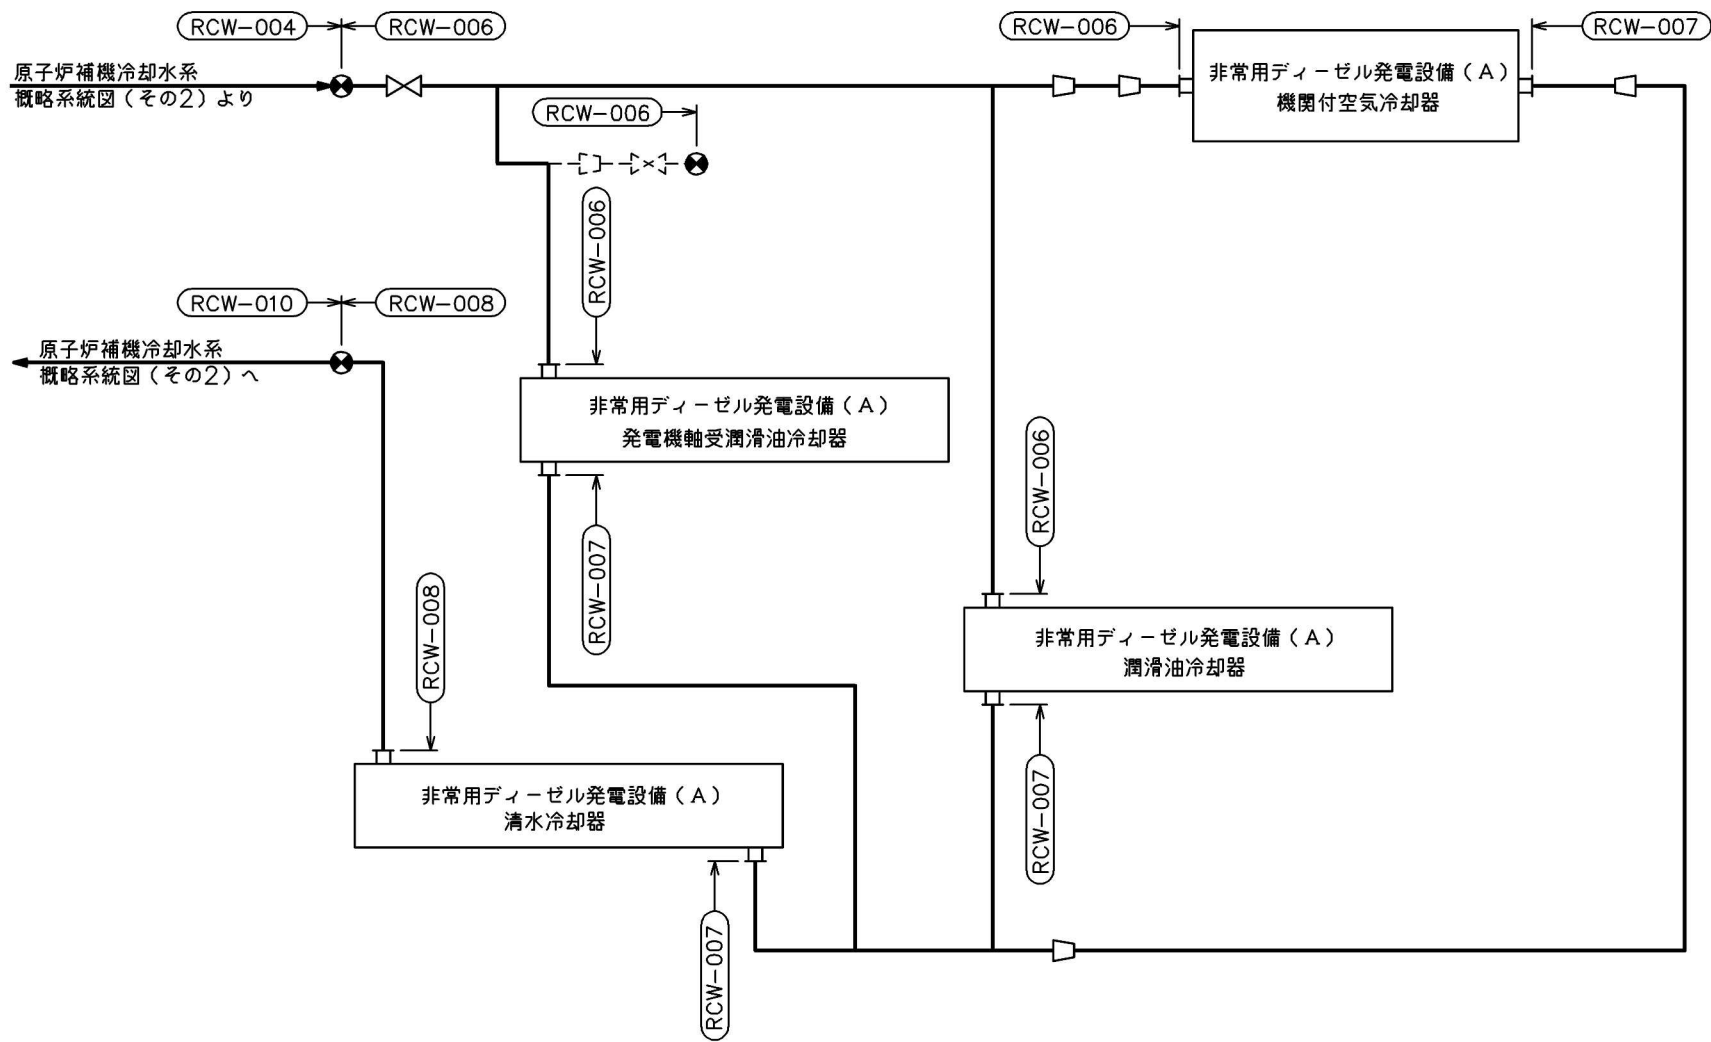 RCW-004
RCW-006
RCW-006
RCW-007
原子炉補機冷却水系
概略系統図(その2)より
非常用ディーゼル発電設備(A)
機関付空気冷却器
RCW-006
RCW-006
RCW-010
RCW-008
原子炉補機冷却水系
概略系統図(その2)へ
非常用ディーゼル発電設備(A)
発電機軸受潤滑油冷却器
RCW-006
RCW-007
RCW-008
非常用ディーゼル発電設備(A)
潤滑油冷却器
非常用ディーゼル発電設備(A)
清水冷却器
RCW-007
RCW-007